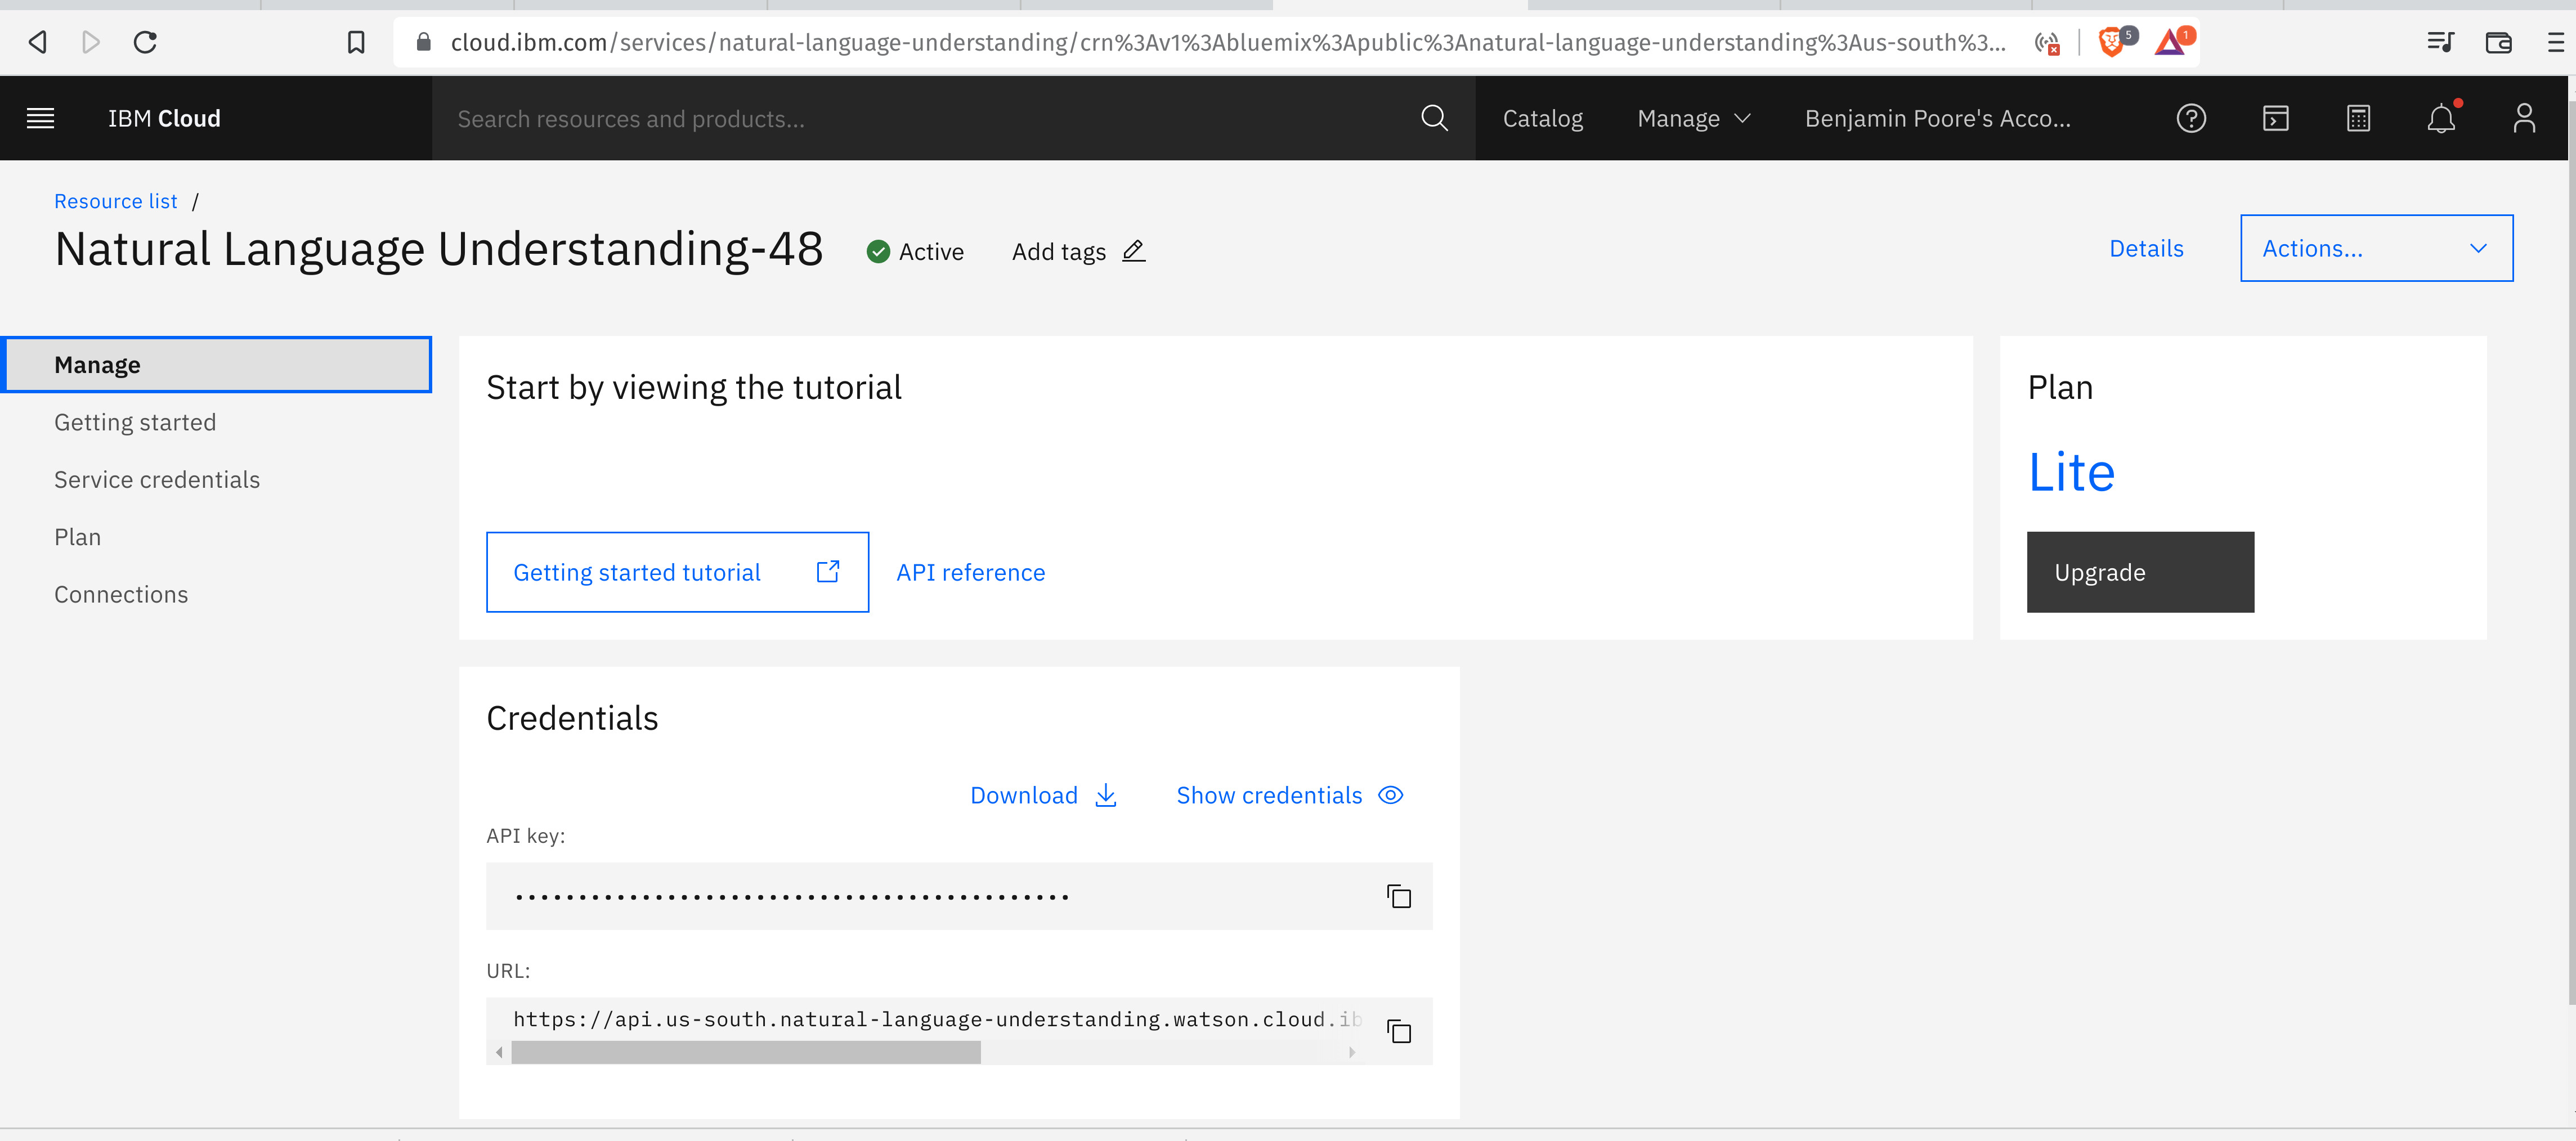 cloud.ibm.com/services/natural-language-understanding/crn%3Av1%3Abluemix%3Apublic%3Anatural-language-understanding%3Aus-south%3...
5
1
IBM Cloud
Search resources and products...
Catalog
Manage
Benjamin Poore's Acco...
Resource list /
Natural Language Understanding-48
Active
Add tags
Details
Actions...
Manage
Getting started
Service credentials
Plan
Connections
Start by viewing the tutorial
Getting started tutorial
API reference
Plan
Lite
Upgrade
Credentials
Download
Show credentials
API key:
••••••••••••••••••••••••••••••••••••••••••••
URL:
https://api.us-south.natural-language-understanding.watson.cloud.ib